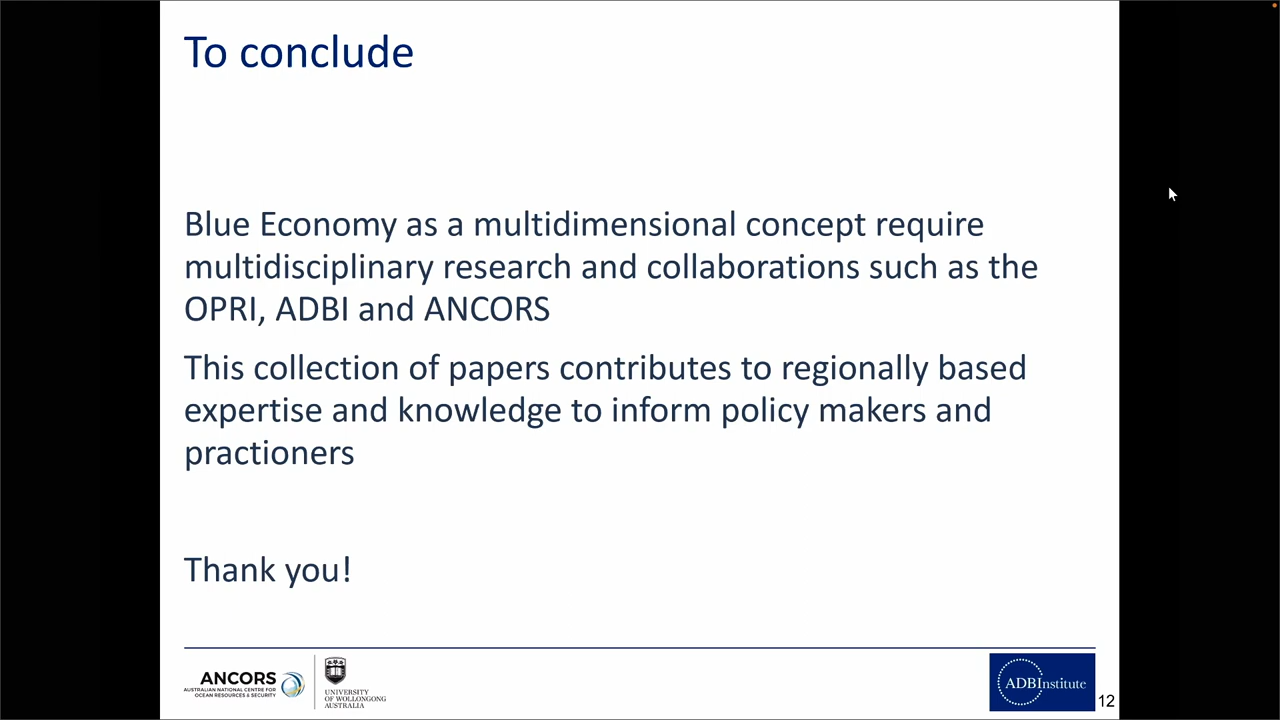 To conclude
Blue Economy as a multidimensional concept require
multidisciplinary research and collaborations such as the
OPRI, ADBI and ANCORS
This collection of papers contributes to regionally based
expertise and knowledge to inform policy makers and
practioners
Thank you!
ANCORS
AUSTRALIAN NATIONAL CENTRE FOR
OCEAN RESOURCES & SECURITY
UNIVERSITY
OF WOLLONGONG
AUSTRALIA
ADBInstitute
12